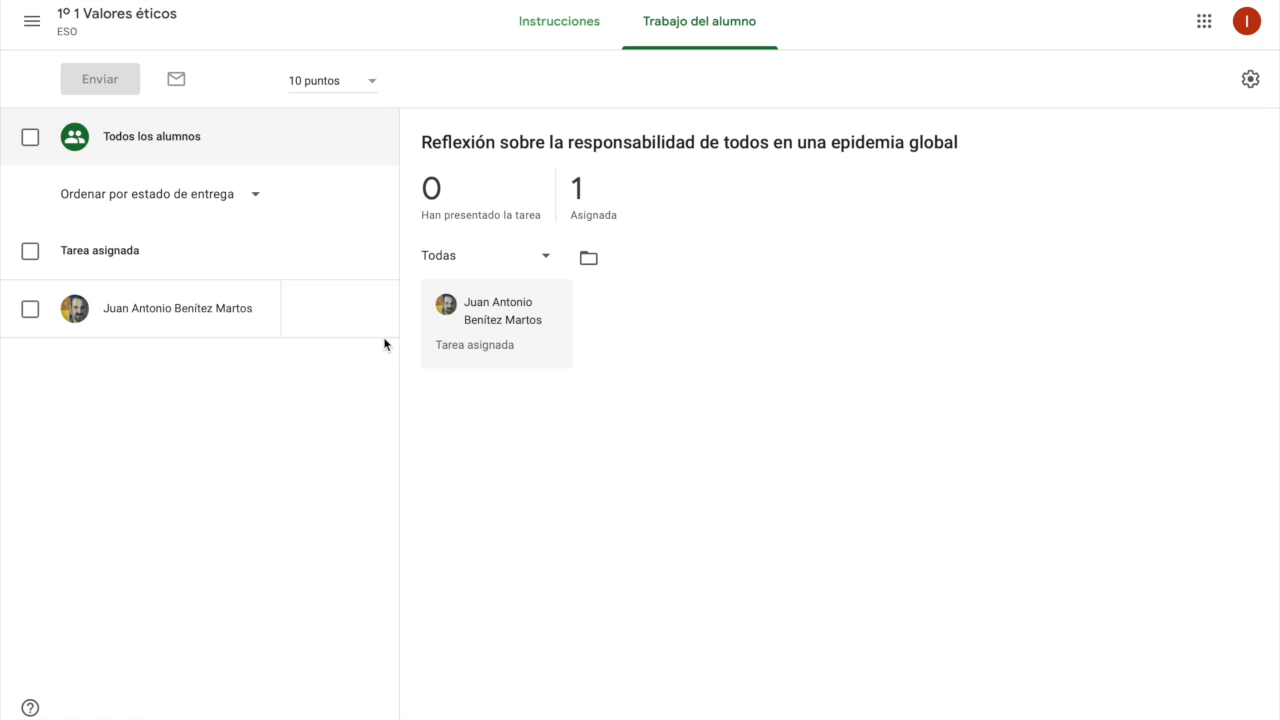 1º 1 Valores éticos
ESO
Instrucciones
Trabajo del alumno
I
Enviar
10 puntos
Todos los alumnos
Ordenar por estado de entrega
Tarea asignada
Juan Antonio Benítez Martos
Reflexión sobre la responsabilidad de todos en una epidemia global
0
Han presentado la tarea
1
Asignada
Todas
Juan Antonio
Benítez Martos
Tarea asignada